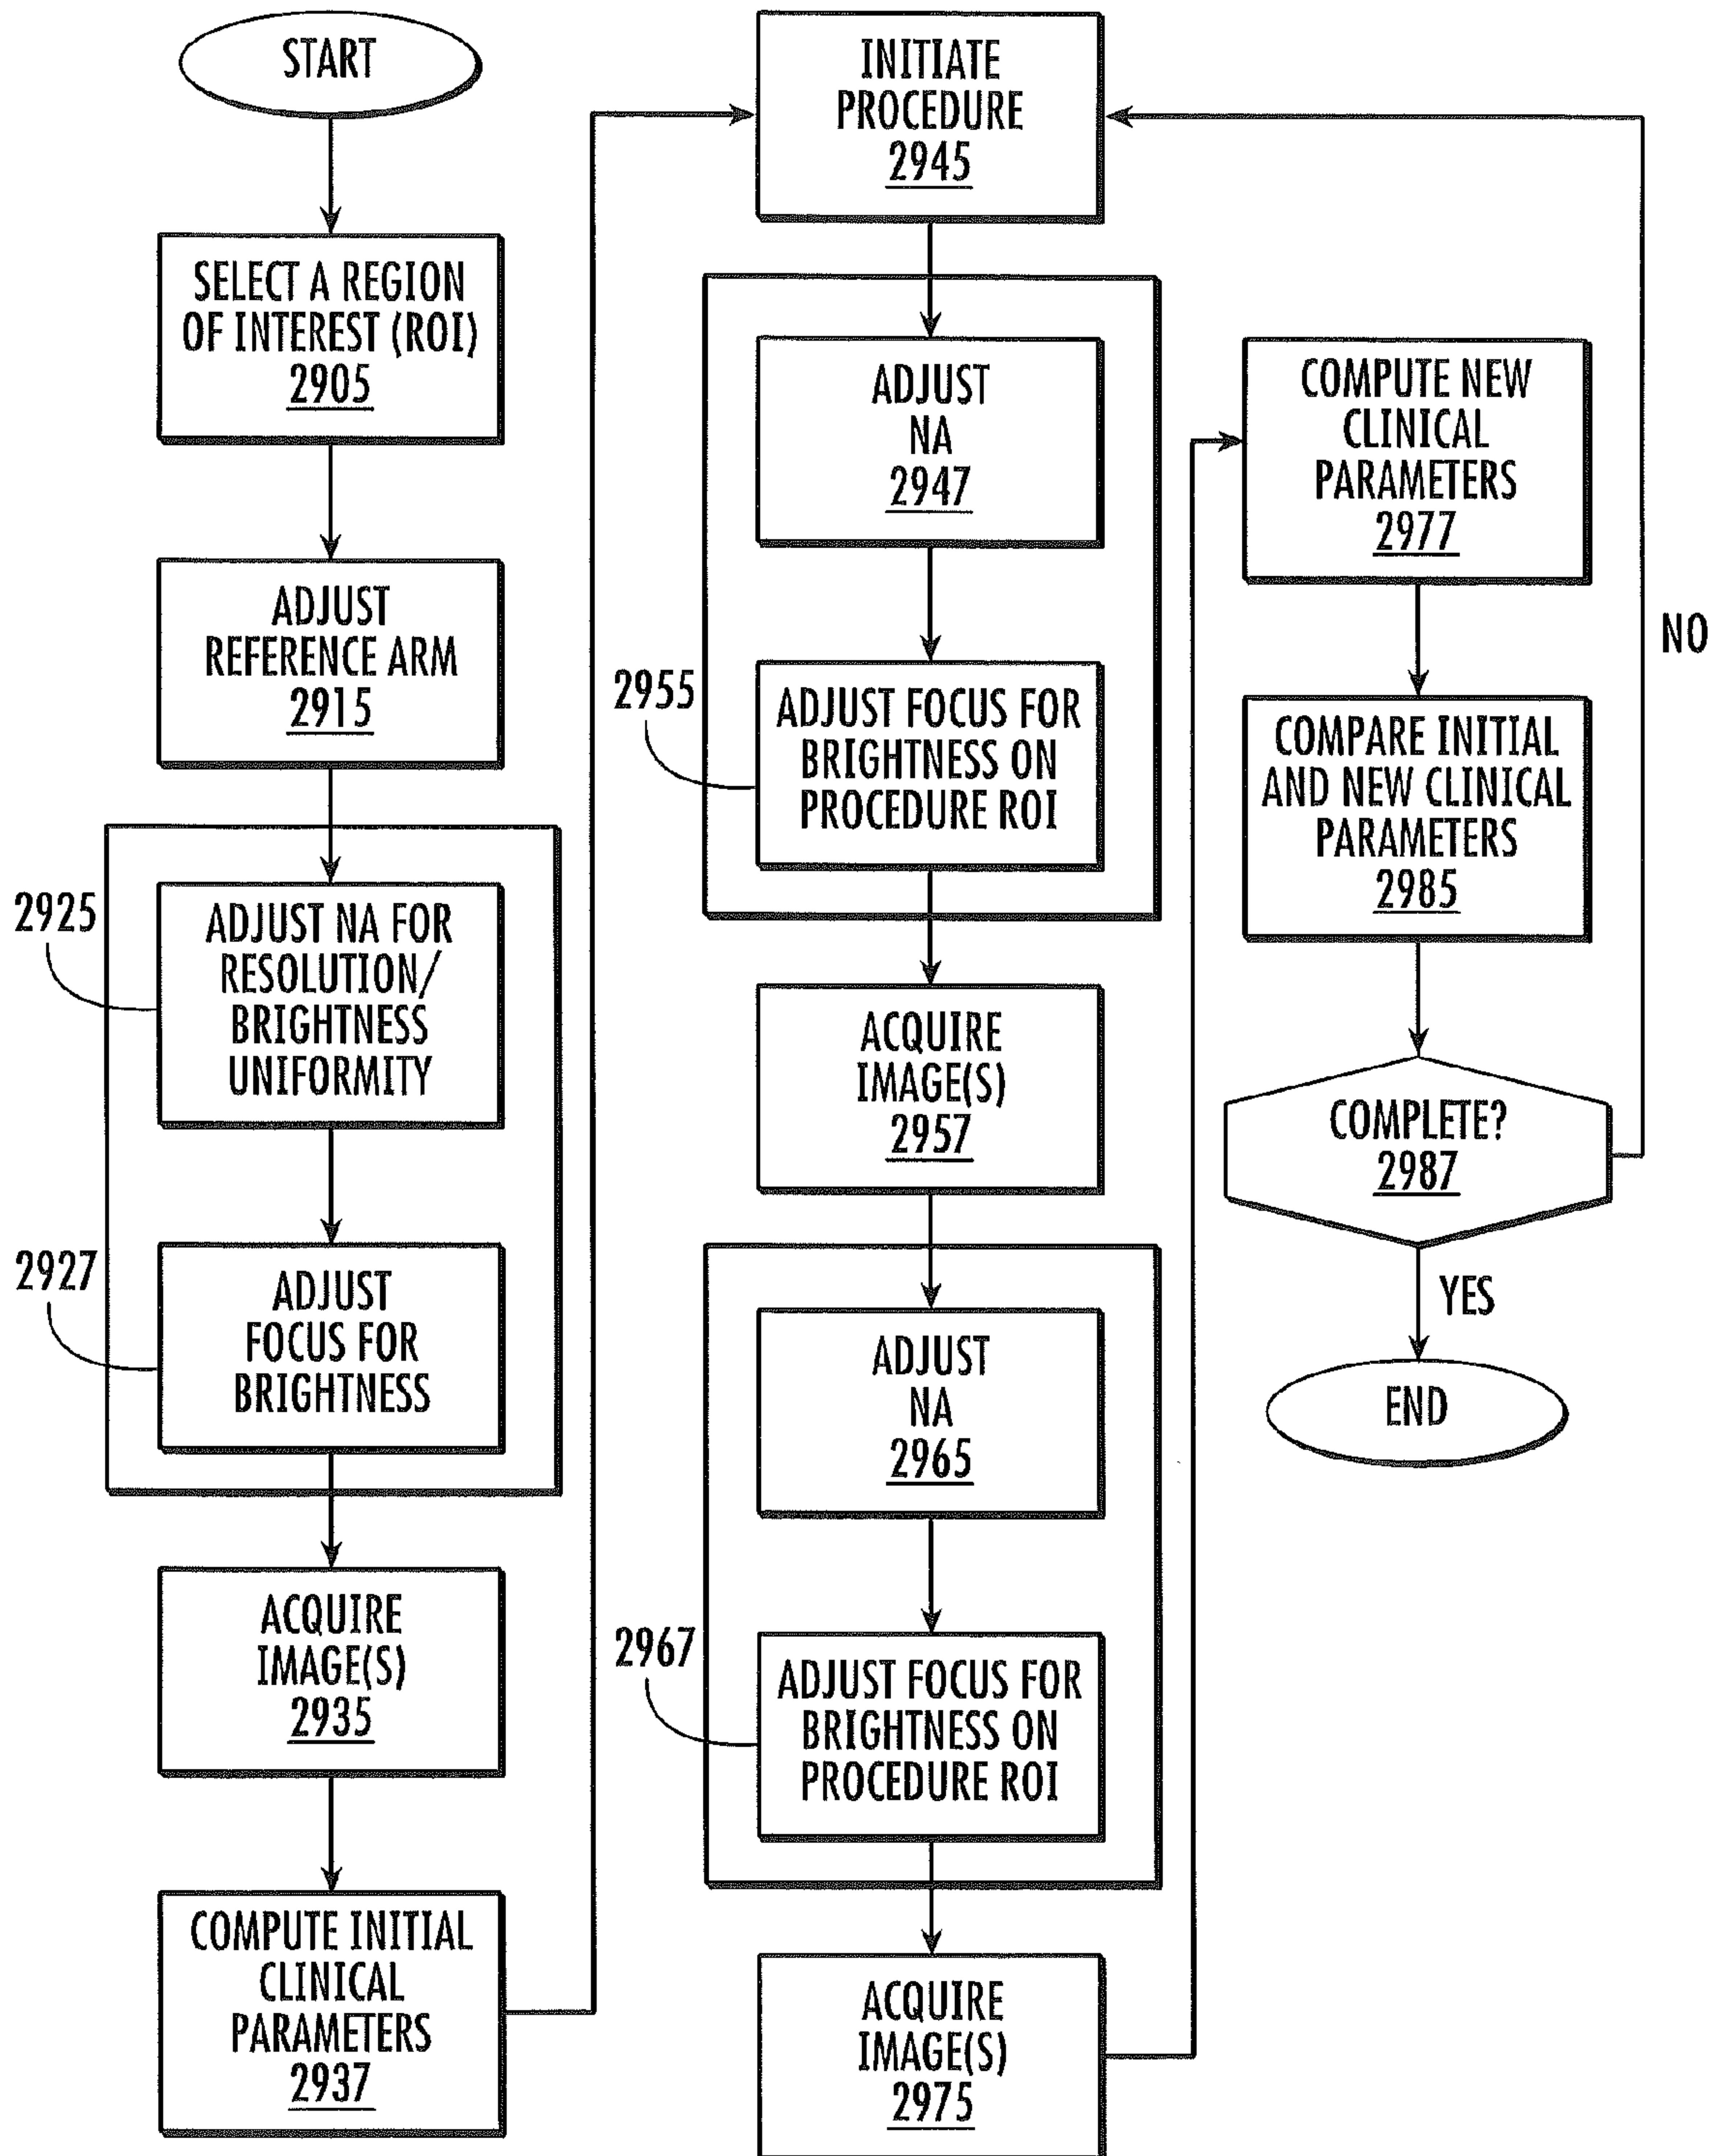 START
SELECT A REGION
OF INTEREST (ROI)
2905
ADJUST
REFERENCE ARM
2915
2925
ADJUST NA FOR
RESOLUTION/
BRIGHTNESS
UNIFORMITY
2927
ADJUST
FOCUS FOR
BRIGHTNESS
ACQUIRE
IMAGE(S)
2935
COMPUTE INITIAL
CLINICAL
PARAMETERS
2937
INITIATE
PROCEDURE
2945
ADJUST
NA
2947
2955
ADJUST FOCUS FOR
BRIGHTNESS ON
PROCEDURE ROI
ACQUIRE
IMAGE(S)
2957
ADJUST
NA
2965
2967
ADJUST FOCUS FOR
BRIGHTNESS ON
PROCEDURE ROI
ACQUIRE
IMAGE(S)
2975
COMPUTE NEW
CLINICAL
PARAMETERS
2977
COMPARE INITIAL
AND NEW CLINICAL
PARAMETERS
2985
COMPLETE?
2987
NO
YES
END